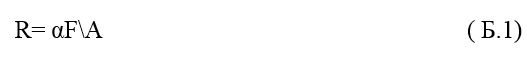 R= αF\A ( Б.1)